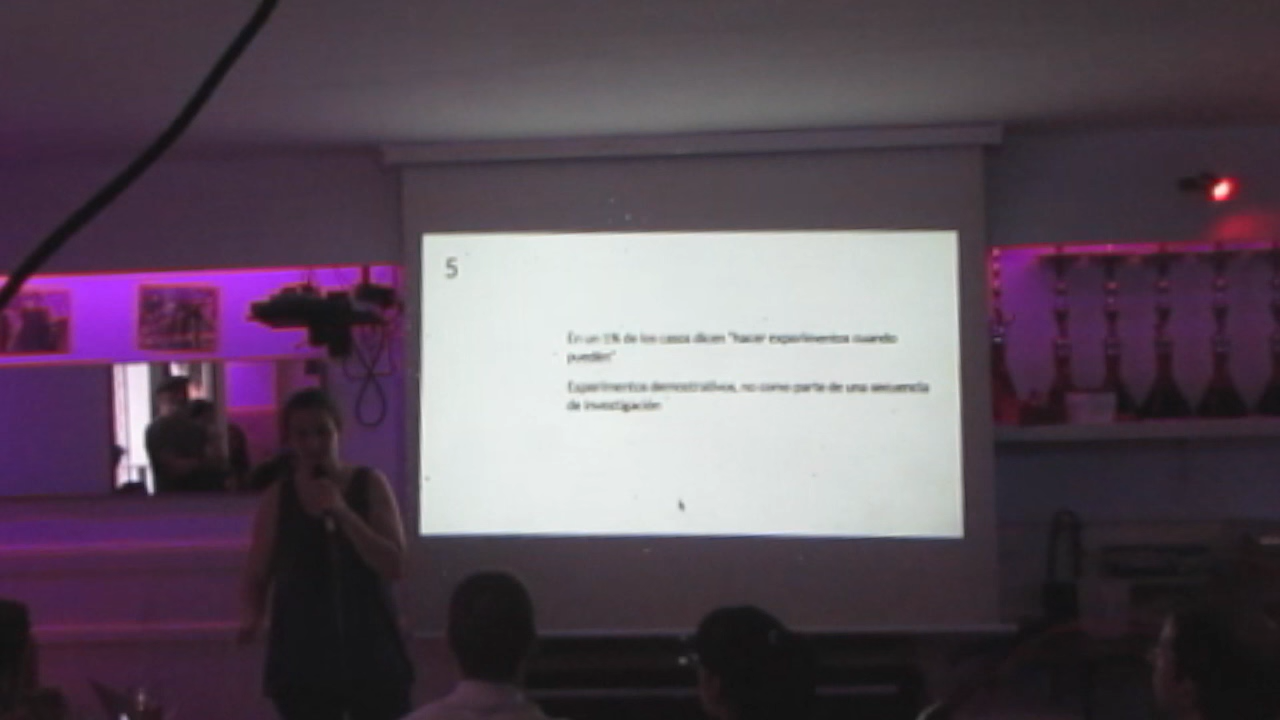 5
En un 1% de los casos dicen "hacer experimentos cuando
pueden"
Experimentos demostrativos, no como parte de una secuencia
de investigación